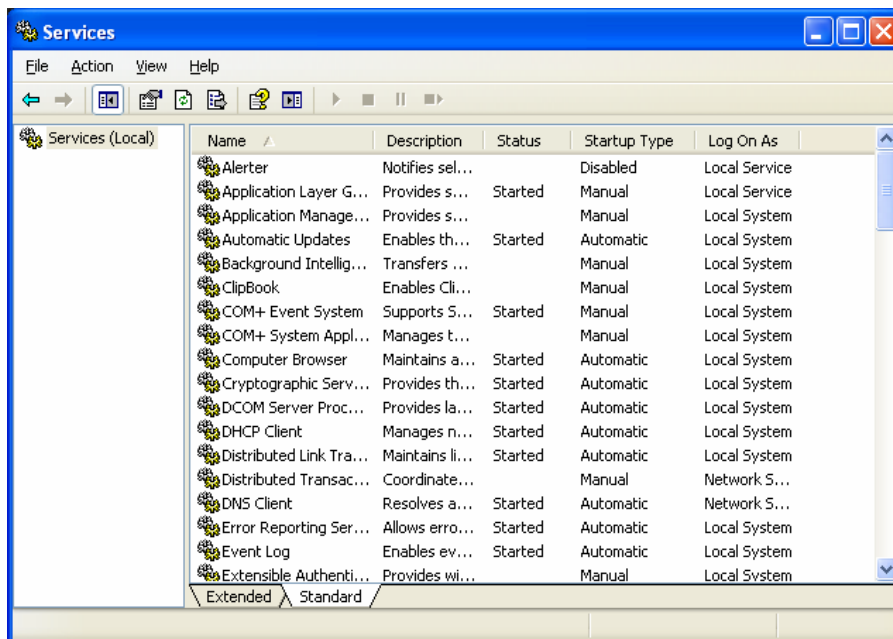 Services
File Action View Help
Services (Local)
Name Description Status Startup Type Log On As
Alerter Notifies sel... Disabled Local Service
Application Layer G... Provides s... Started Manual Local Service
Application Manage... Provides s... Manual Local System
Automatic Updates Enables th... Started Automatic Local System
Background Intellig... Transfers ... Manual Local System
ClipBook Enables Cli... Manual Local System
COM+ Event System Supports S... Started Manual Local System
COM+ System Appl... Manages t... Manual Local System
Computer Browser Maintains a... Started Automatic Local System
Cryptographic Serv... Provides th... Started Automatic Local System
DCOM Server Proc... Provides la... Started Automatic Local System
DHCP Client Manages n... Started Automatic Local System
Distributed Link Tra... Maintains li... Started Automatic Local System
Distributed Transac... Coordinate... Manual Network S...
DNS Client Resolves a... Started Automatic Network S...
Error Reporting Ser... Allows erro... Started Automatic Local System
Event Log Enables ev... Started Automatic Local System
Extensible Authenti... Provides wi... Manual Local System
Extended Standard